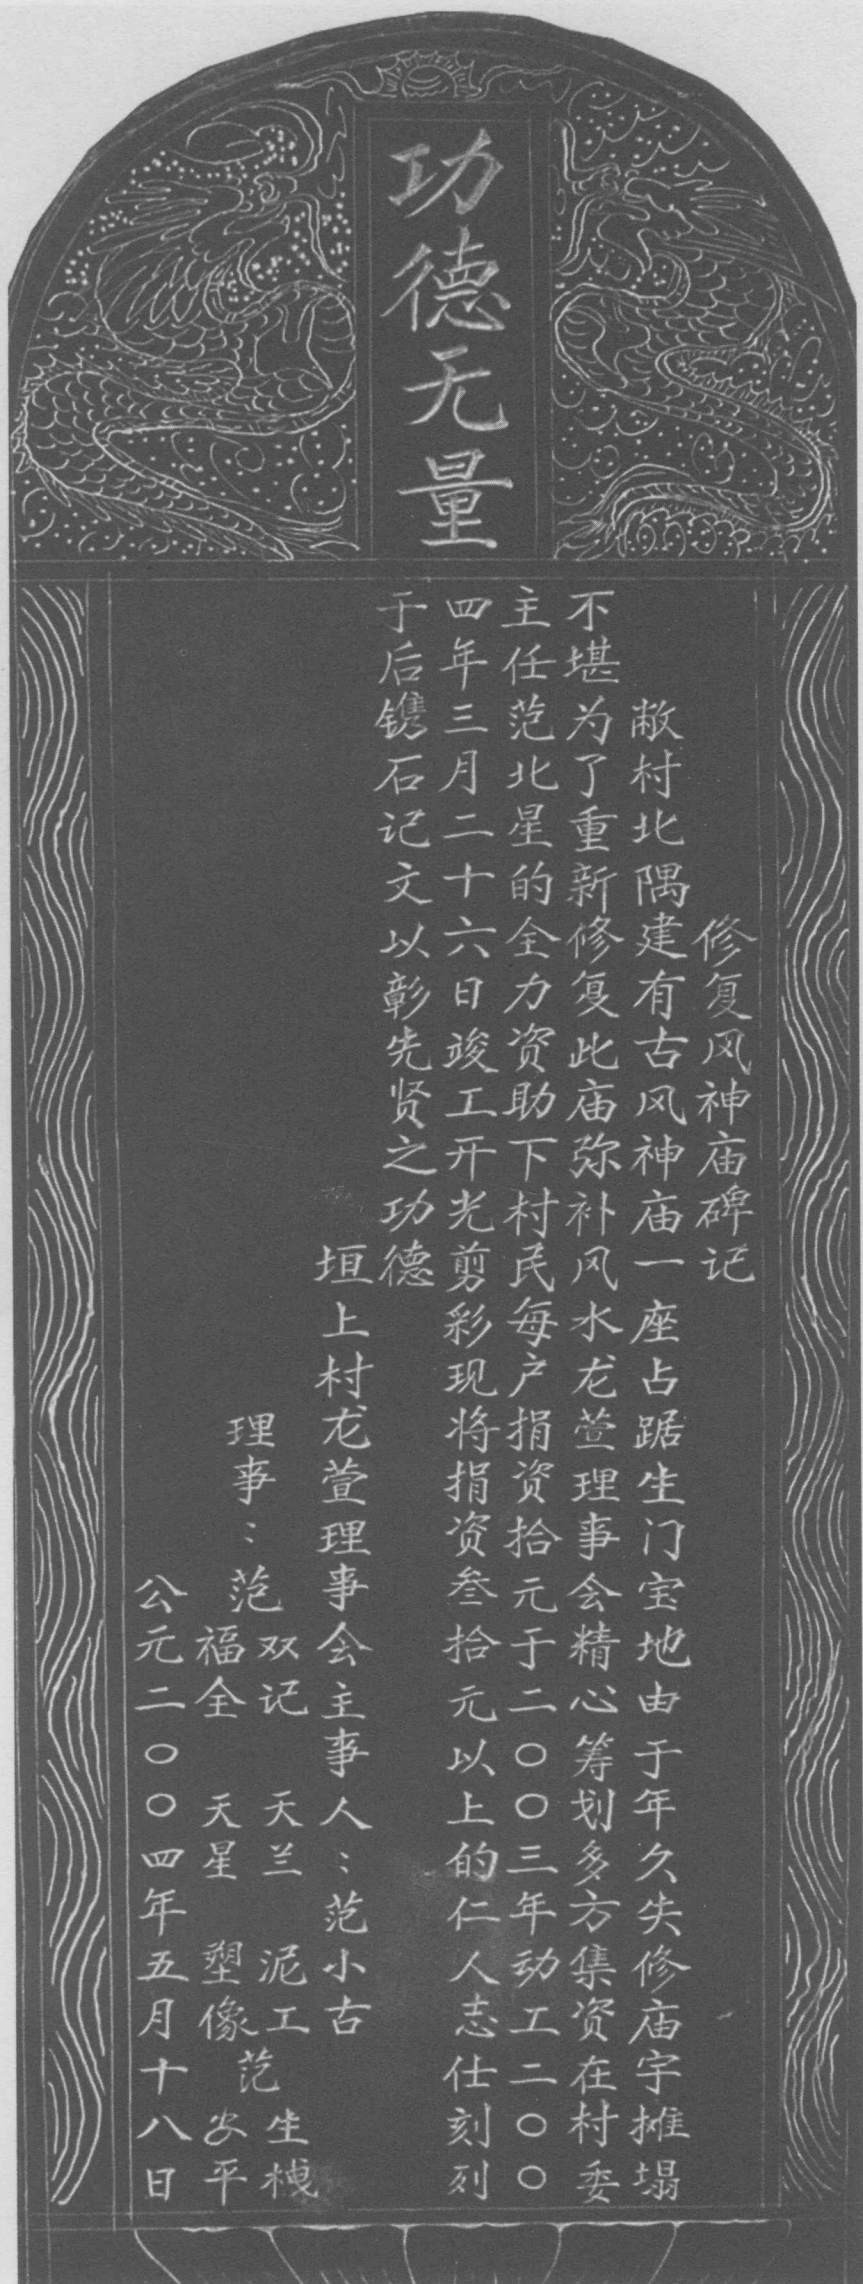 功德无量
修复风神庙碑记
敝村北隅建有古风神庙一座占踞生门宝地由于年久失修庙宇摊塌
不堪为了重新修复此庙弥补风水龙萱理事会精心筹划多方集资在村委
主任范北星的全力资助下村民每户捐资拾元于二〇〇三年动工二〇〇
四年三月二十六日竣工开光剪彩现将捐资叁拾元以上的仁人志仕刻列
于后镌石记文以彰先贤之功德
垣上村龙萱理事会主事人：范小古
理事：范
双记 天兰 泥工 生槐
福全 天星 塑像 安平
范
公元二〇〇四年五月十八日